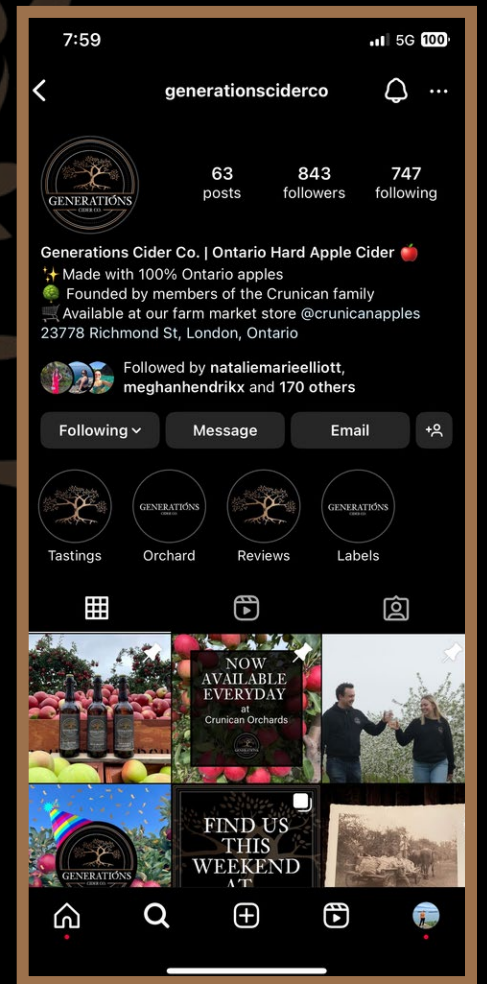 7:59
5G 100
generationsciderco
GENERATIONS
CIDER CO.
63 843 747
posts followers following
Generations Cider Co. | Ontario Hard Apple Cider 🍎
✨Made with 100% Ontario apples
🌳 Founded by members of the Crunican family
🛒Available at our farm market store @crunicanapples
23778 Richmond St, London, Ontario
Followed by nataliemarieelliott,
meghanhendrikx and 170 others
Following Message Email
GENERATIONS
CIDER CO.
GENERATIONS
CIDER CO.
Tastings Orchard Reviews Labels
NOW
AVAILABLE
EVERYDAY
at
Crunican Orchards
GENERATIONS
FIND US
THIS
WEEKEND
AT
GENERATIONS
CIDER CO.